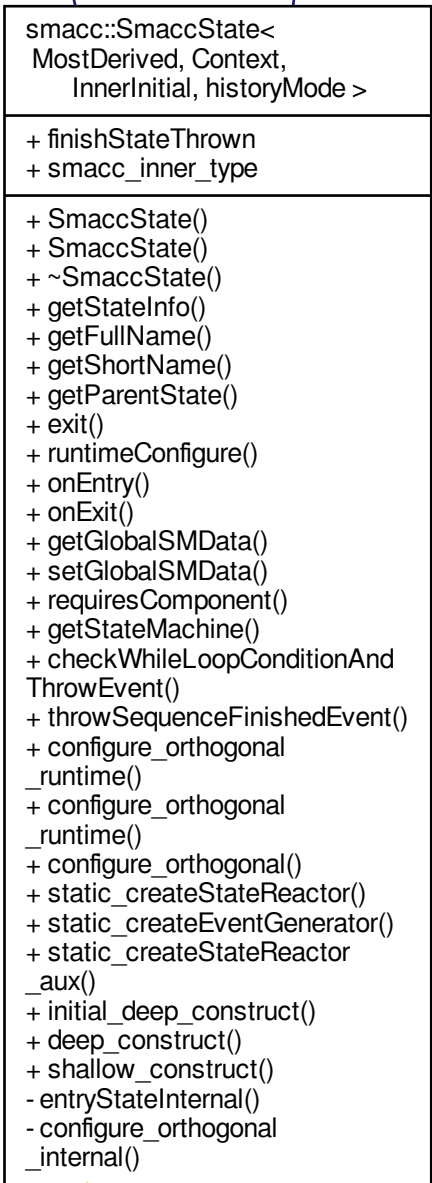 smacc::SmaccState<
MostDerived, Context,
InnerInitial, historyMode >
+ finishStateThrown
+ smacc_inner_type
+ SmaccState()
+ SmaccState()
+ ~SmaccState()
+ getStateInfo()
+ getFullName()
+ getShortName()
+ getParentState()
+ exit()
+ runtimeConfigure()
+ onEntry()
+ onExit()
+ getGlobalSMData()
+ setGlobalSMData()
+ requiresComponent()
+ getStateMachine()
+ checkWhileLoopConditionAnd
ThrowEvent()
+ throwSequenceFinishedEvent()
+ configure_orthogonal
_runtime()
+ configure_orthogonal
_runtime()
+ configure_orthogonal()
+ static_createStateReactor()
+ static_createEventGenerator()
+ static_createStateReactor
_aux()
+ initial_deep_construct()
+ deep_construct()
+ shallow_construct()
- entryStateInternal()
- configure_orthogonal
_internal()